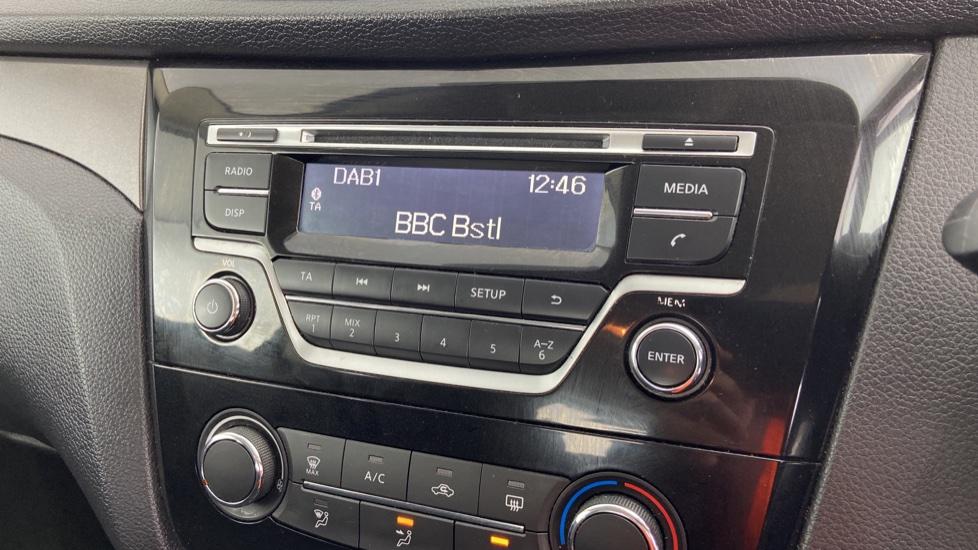 RADIO
DISP
DAB1 12:46
TA
BBC Bstl
MEDIA
VOL
TA
SETUP
RPT 1
MIX 2
3
4
5
A-Z 6
MENU
ENTER
MAX
A/C